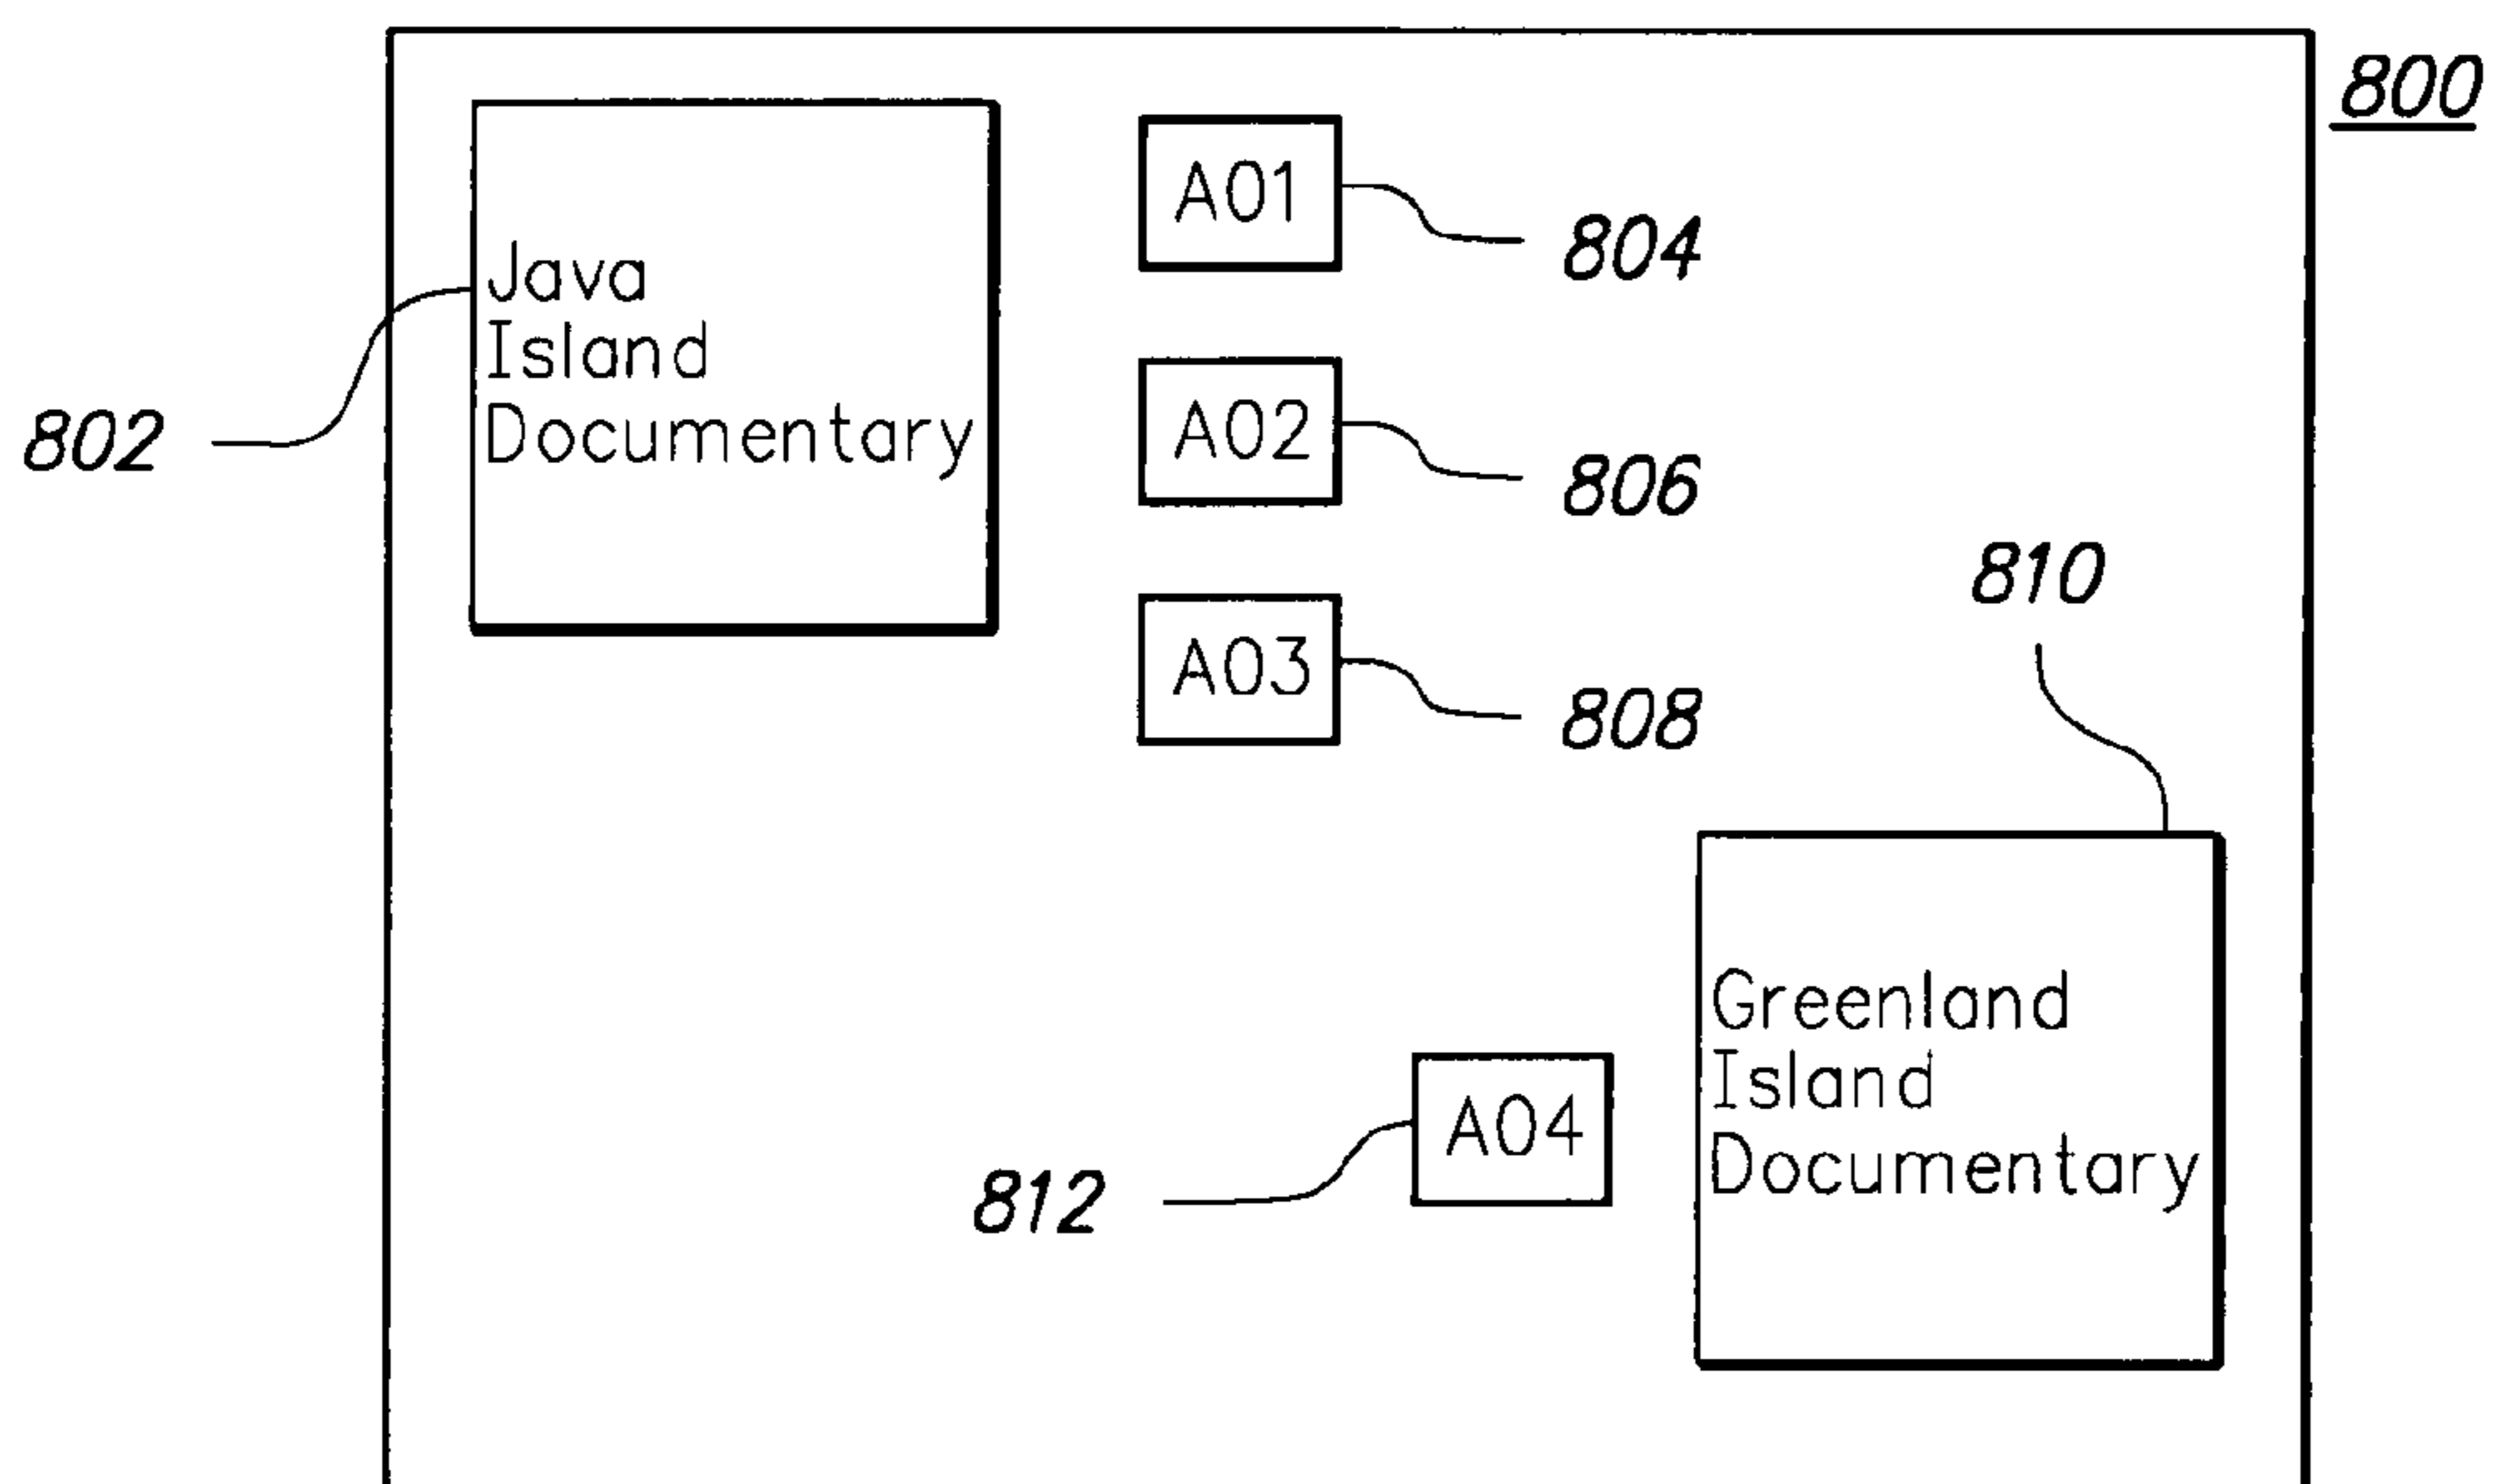 800
A01
804
Java
Island
Documentary
802
A02
806
810
A03
808
Greenland
Island
Documentary
A04
812